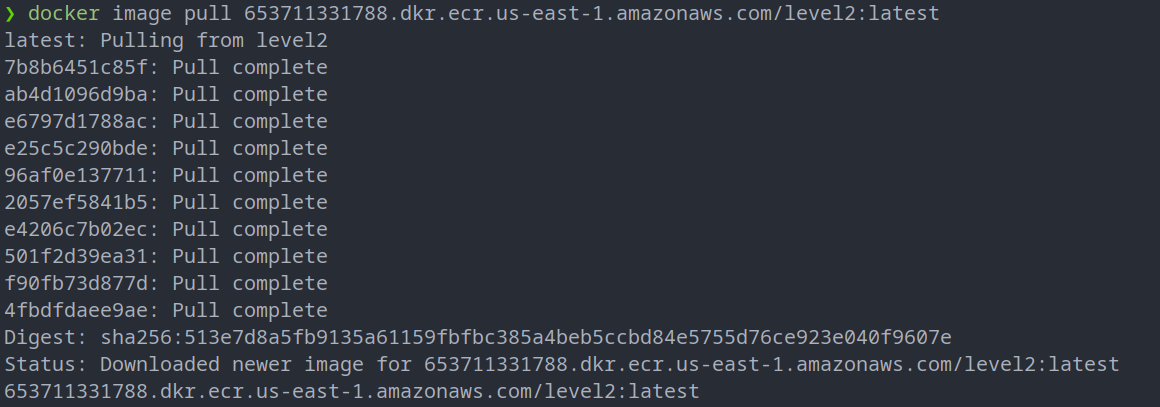 ❯ docker image pull 653711331788.dkr.ecr.us-east-1.amazonaws.com/level2:latest
latest: Pulling from level2
7b8b6451c85f: Pull complete
ab4d1096d9ba: Pull complete
e6797d1788ac: Pull complete
e25c5c290bde: Pull complete
96af0e137711: Pull complete
2057ef5841b5: Pull complete
e4206c7b02ec: Pull complete
501f2d39ea31: Pull complete
f90fb73d877d: Pull complete
4fbdfdaee9ae: Pull complete
Digest: sha256:513e7d8a5fb9135a61159fbfbc385a4beb5ccbd84e5755d76ce923e040f9607e
Status: Downloaded newer image for 653711331788.dkr.ecr.us-east-1.amazonaws.com/level2:latest
653711331788.dkr.ecr.us-east-1.amazonaws.com/level2:latest